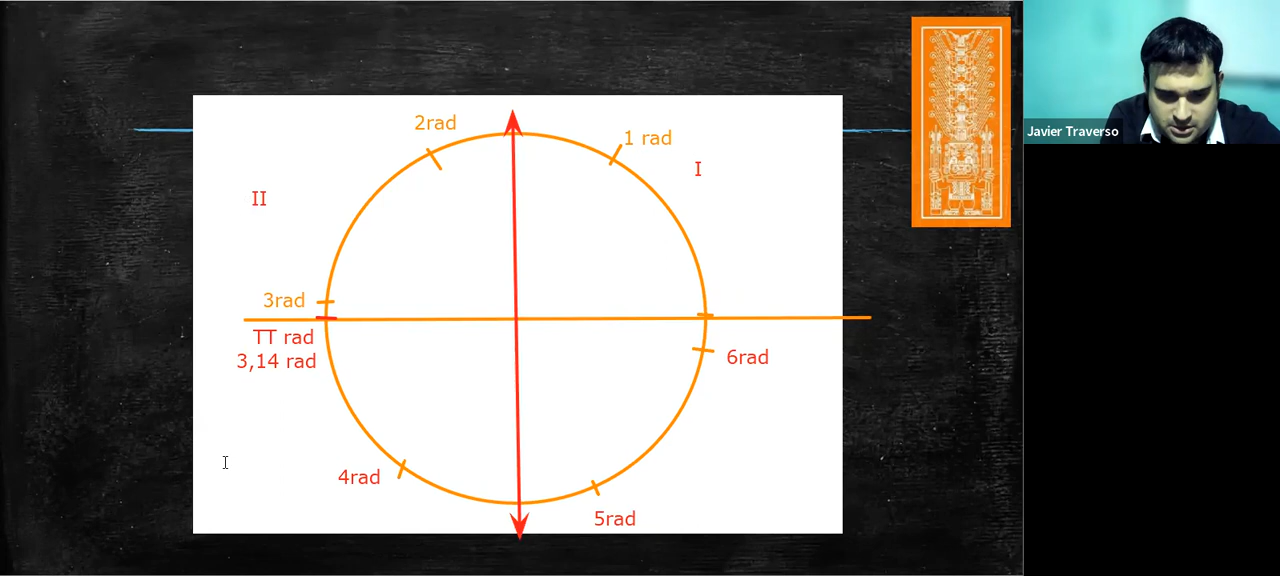 2rad
1 rad
I
II
3rad
TT rad
3,14 rad
6rad
4rad
5rad
Javier Traverso